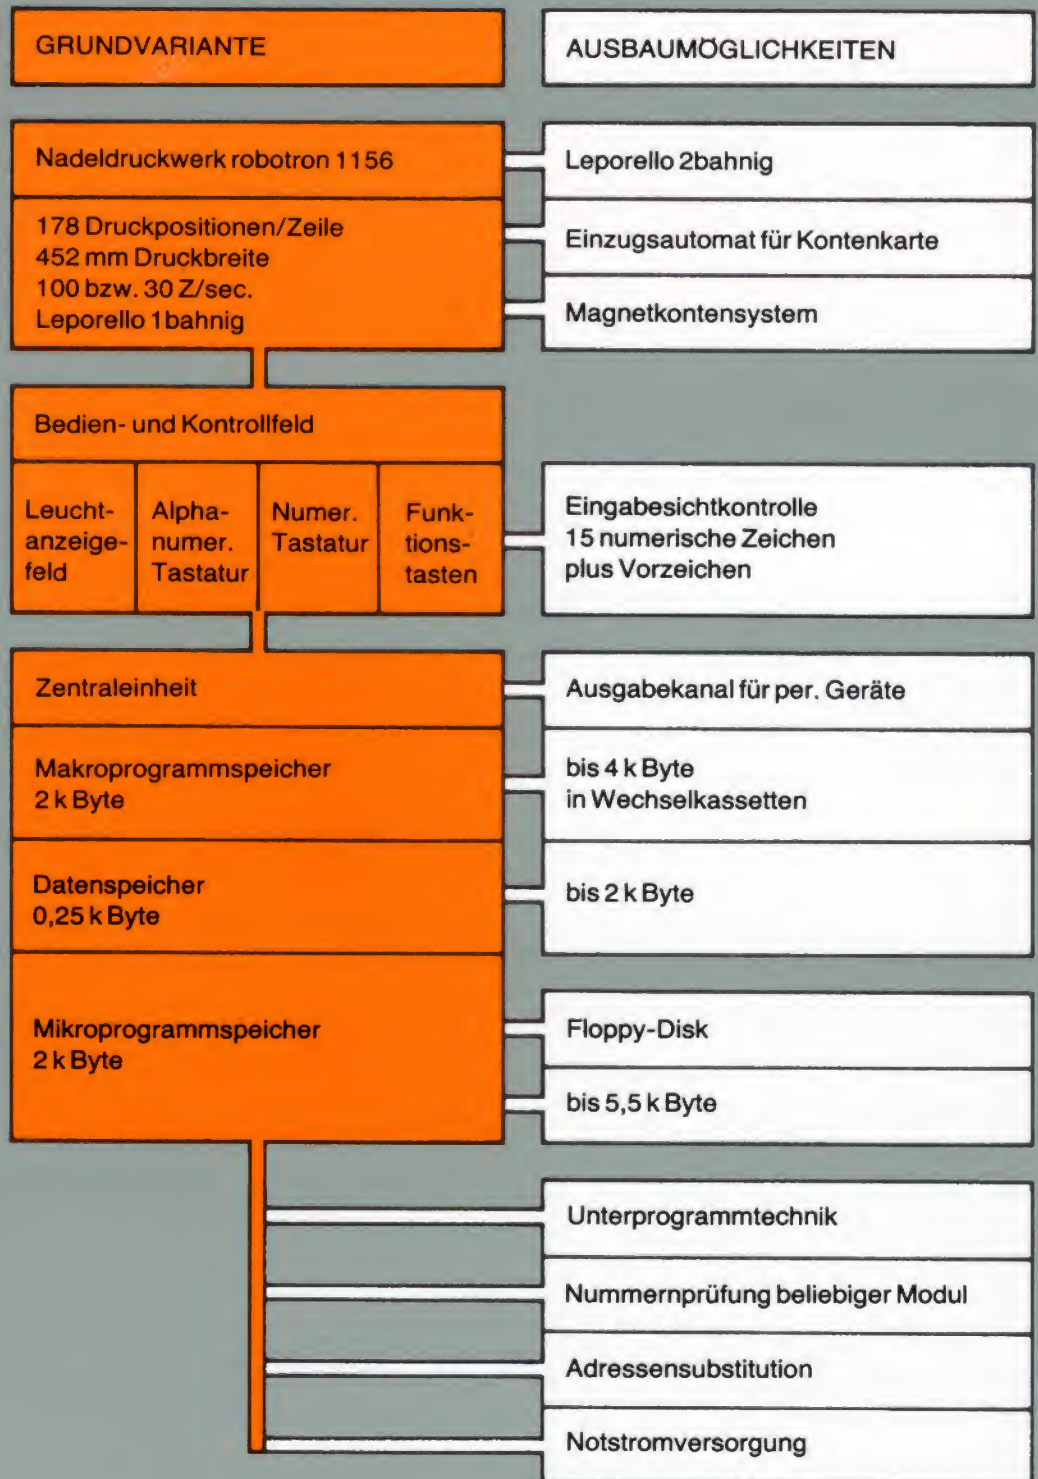 GRUNDVARIANTE
AUSBAUMÖGLICHKEITEN
Nadeldruckwerk robotron 1156
178 Druckpositionen/Zeile
452 mm Druckbreite
100 bzw. 30 Z/sec.
Leporello 1bahnig
Leporello 2bahnig
Einzugsautomat für Kontenkarte
Magnetkontensystem
Bedien- und Kontrollfeld
Leucht-
anzeige-
feld
Alpha-
numer.
Tastatur
Numer.
Tastatur
Funk-
tions-
tasten
Eingabesichtkontrolle
15 numerische Zeichen
plus Vorzeichen
Zentraleinheit
Ausgabekanal für per. Geräte
Makroprogrammspeicher
2 k Byte
bis 4 k Byte
in Wechselkassetten
Datenspeicher
0,25 k Byte
bis 2 k Byte
Mikroprogrammspeicher
2 k Byte
Floppy-Disk
bis 5,5 k Byte
Unterprogrammtechnik
Nummernprüfung beliebiger Modul
Adressensubstitution
Notstromversorgung